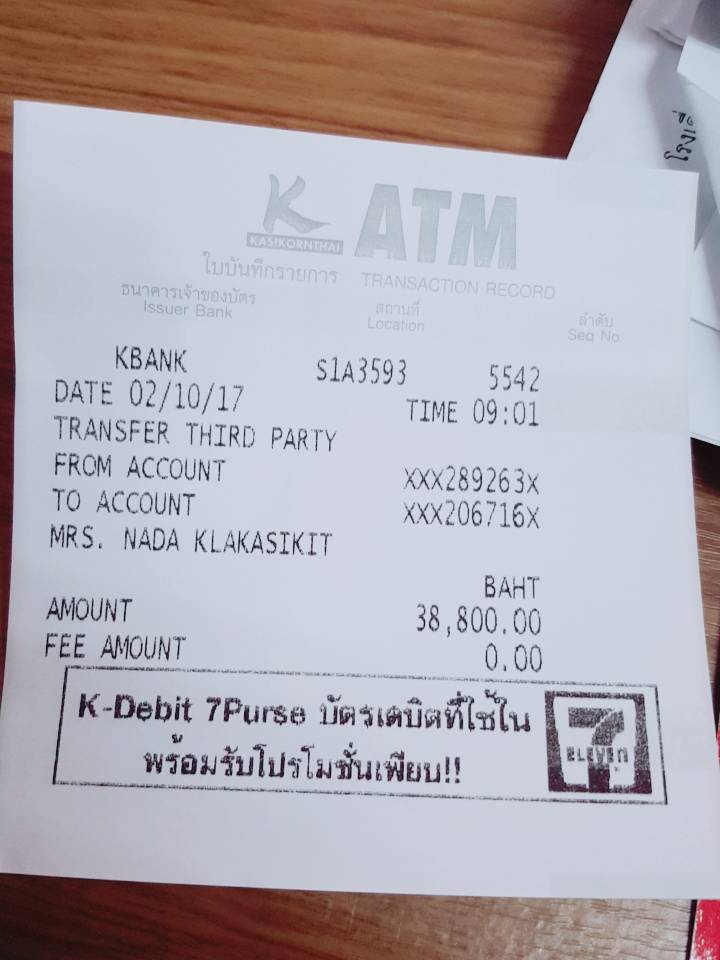 K ATM
KASIKORNTHAI
ใบบันทึกรายการ TRANSACTION RECORD
ธนาคารเจ้าของบัตร สถานที่ ลำดับ
Issuer Bank Location Seq No.
KBANK S1A3593 5542
DATE 02/10/17 TIME 09:01
TRANSFER THIRD PARTY
FROM ACCOUNT XXX289263X
TO ACCOUNT XXX206716X
MRS. NADA KLAKASIKIT
BAHT
AMOUNT 38,800.00
FEE AMOUNT 0.00
K-Debit 7Purse บัตรเดบิตที่ใช้ใน
พร้อมรับโปรโมชั่นเพียบ!!
7
ELEVEn